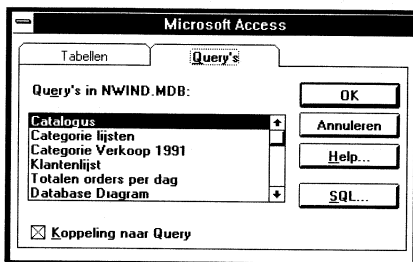 Microsoft Access
Tabellen
Query's
Query's in NWIND.MDB:
OK
Catalogus
Annuleren
Categorie lijsten
Categorie Verkoop 1991
Help...
Klantenlijst
Totalen orders per dag
SQL...
Database Diagram
Koppeling naar Query